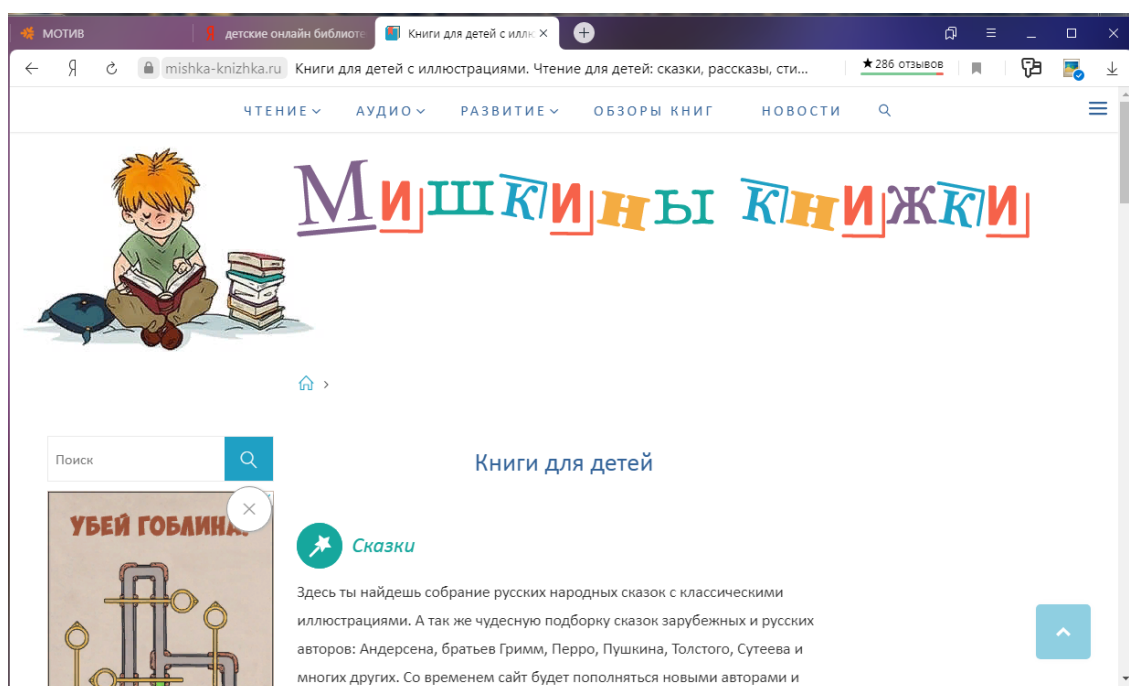 МОТИВ
детские онлайн библиоте
Книги для детей с илл
mishka-knizhka.ru Книги для детей с иллюстрациями. Чтение для детей: сказки, рассказы, сти...
★286 отзывов
ЧТЕНИЕ АУДИО РАЗВИТИЕ ОБЗОРЫ КНИГ НОВОСТИ
Мишкины книжки
Поиск
Книги для детей
УБЕЙ ГОБЛИНА
Сказки
Здесь ты найдешь собрание русских народных сказок с классическими
иллюстрациями. А так же чудесную подборку сказок зарубежных и русских
авторов: Андерсена, братьев Гримм, Перро, Пушкина, Толстого, Сутеева и
многих других. Со временем сайт будет пополняться новыми авторами и